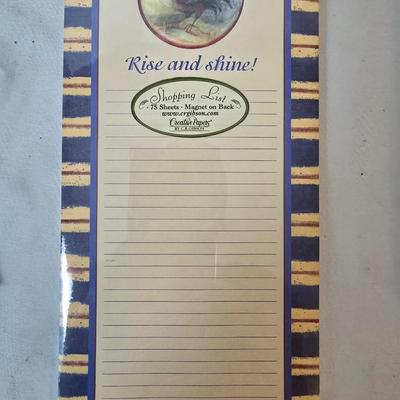 Rise and shine!
Shopping List
• 75 Sheets • Magnet on Back •
www.crgibson.com
Creative Papers®
BY C.R. GIBSON